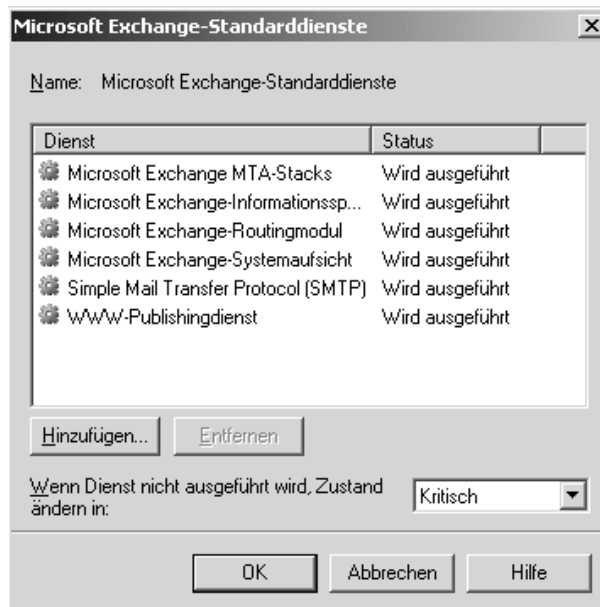 Microsoft Exchange-Standarddienste
Name: Microsoft Exchange-Standarddienste
Dienst Status
Microsoft Exchange MTA-Stacks Wird ausgeführt
Microsoft Exchange-Informationssp... Wird ausgeführt
Microsoft Exchange-Routingmodul Wird ausgeführt
Microsoft Exchange-Systemaufsicht Wird ausgeführt
Simple Mail Transfer Protocol (SMTP) Wird ausgeführt
WWW-Publishingdienst Wird ausgeführt
Hinzufügen... Entfernen
Wenn Dienst nicht ausgeführt wird, Zustand
ändern in:
Kritisch
OK Abbrechen Hilfe